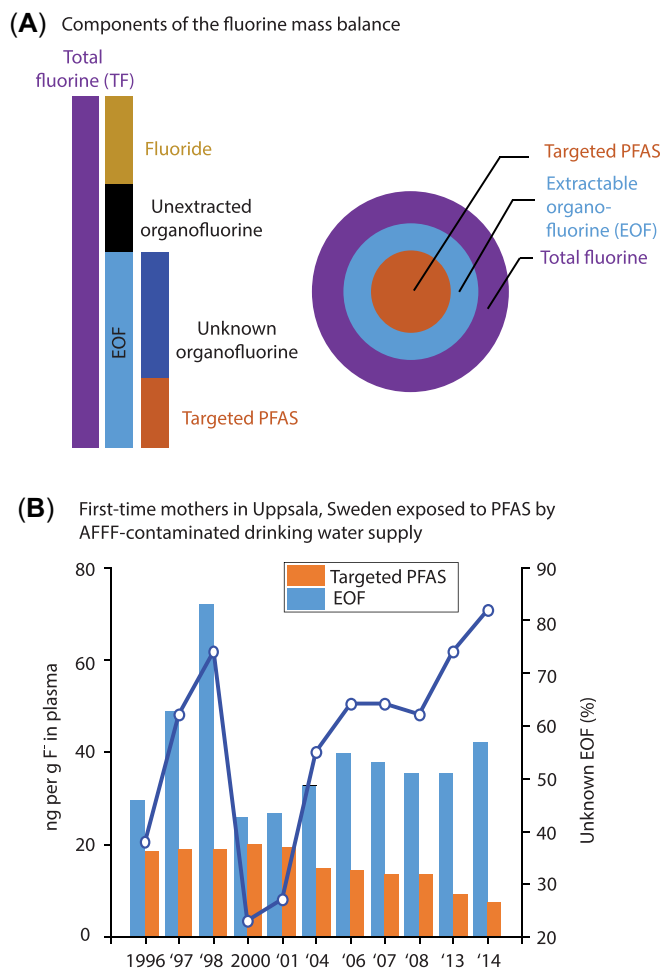 (A) Components of the fluorine mass balance
Total
fluorine (TF)
Fluoride
Unextracted
organofluorine
EOF
Unknown
organofluorine
Targeted PFAS
Targeted PFAS
Extractable
organo-
fluorine (EOF)
Total fluorine
(B) First-time mothers in Uppsala, Sweden exposed to PFAS by
AFFF-contaminated drinking water supply
Targeted PFAS
EOF
ng per g F⁻ in plasma
80
60
40
20
0
Unknown EOF (%)
90
80
70
60
50
40
30
20
1996 ‘97 ‘98 2000 ‘01 ‘04 ‘06 ‘07 ‘08 ‘13 ‘14